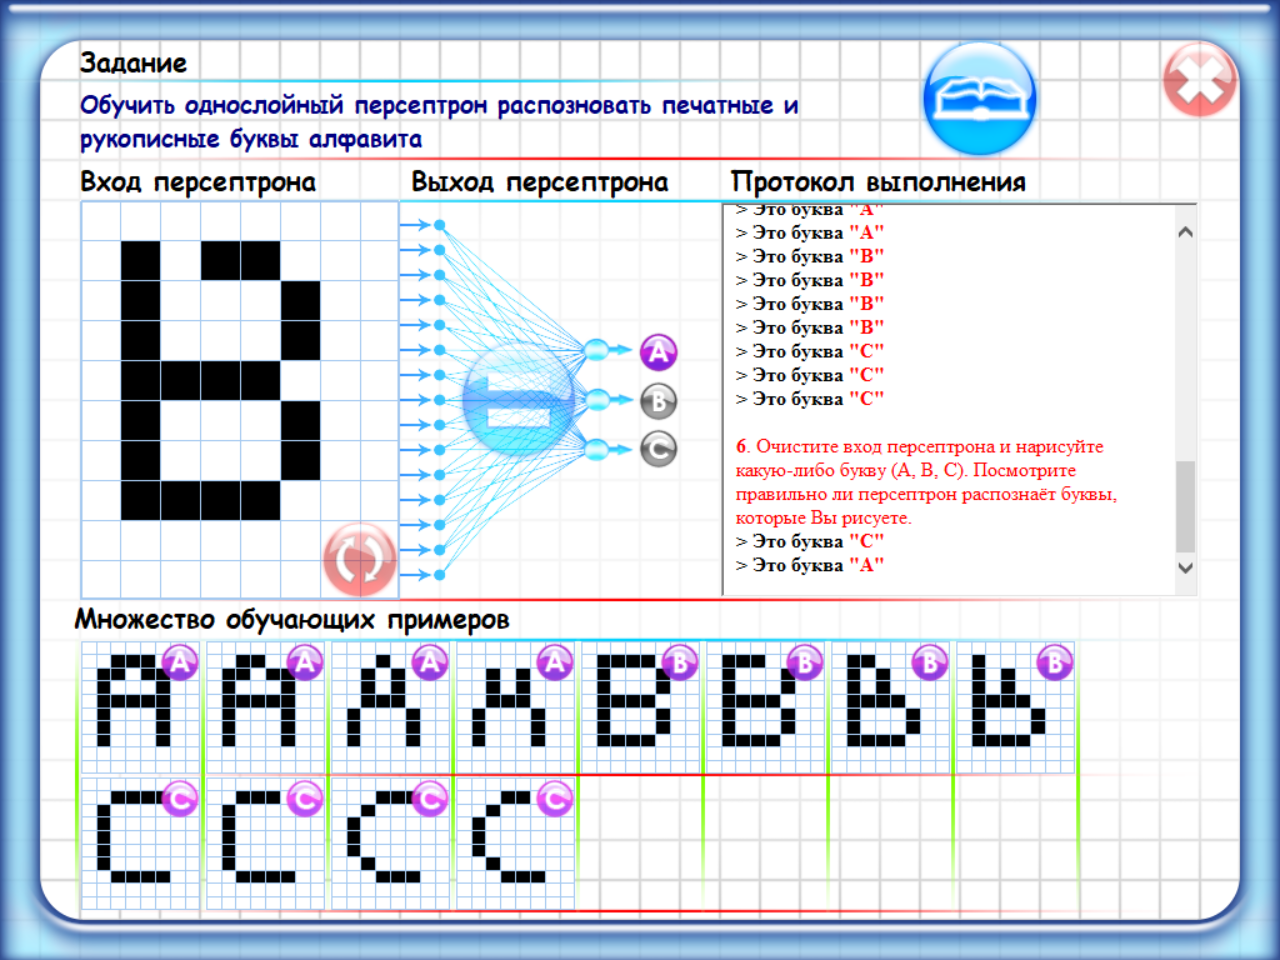 Задание
Обучить однослойный персептрон распозновать печатные и
рукописные буквы алфавита
Вход персептрона
Выход персептрона
Протокол выполнения
A
B
C
> Это буква "A"
> Это буква "A"
> Это буква "B"
> Это буква "B"
> Это буква "B"
> Это буква "B"
> Это буква "C"
> Это буква "C"
> Это буква "C"
6. Очистите вход персептрона и нарисуйте
какую-либо букву (A, B, C). Посмотрите
правильно ли персептрон распознаёт буквы,
которые Вы рисуете.
> Это буква "C"
> Это буква "A"
Множество обучающих примеров
A A A A B B B B
C C C C